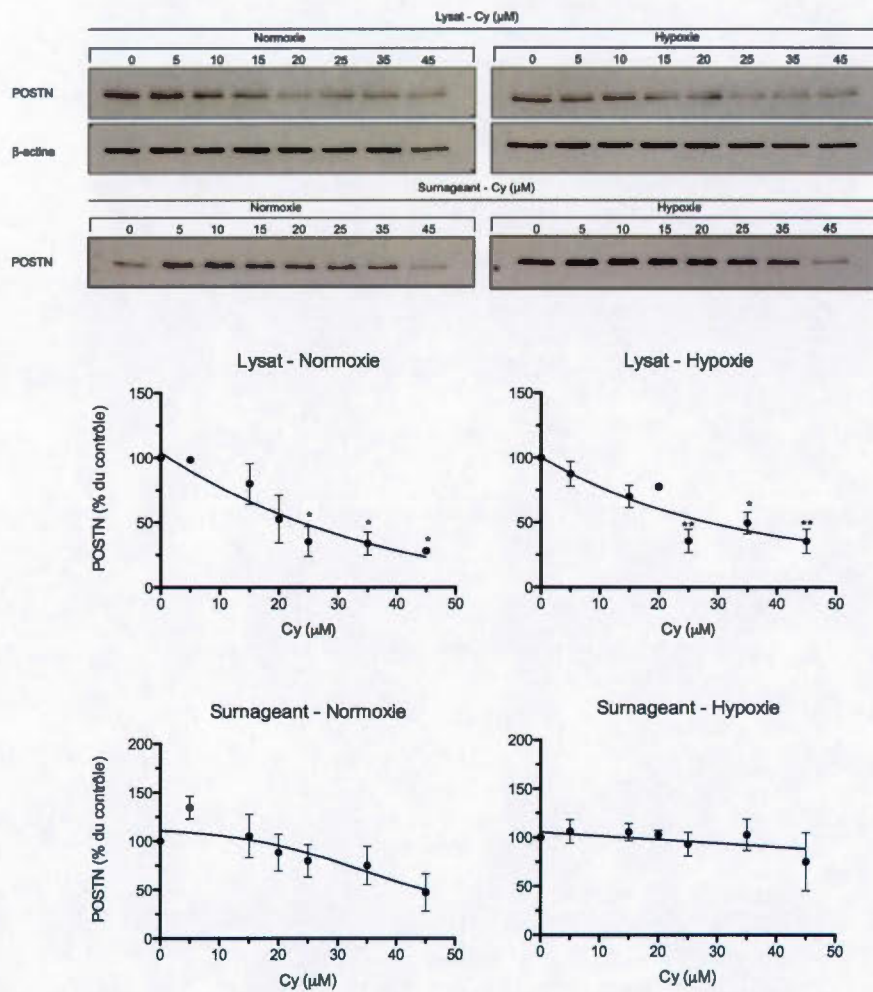 Lysat - Cy (µM)
Normoxie Hypoxie
0 5 10 15 20 25 35 45 0 5 10 15 20 25 35 45
POSTN
β-actine
Surnageant - Cy (µM)
Normoxie Hypoxie
0 5 10 15 20 25 35 45 0 5 10 15 20 25 35 45
POSTN
Lysat - Normoxie
POSTN (% du contrôle)
150
100
50
0
* * *
0 10 20 30 40 50
Cy (µM)
Lysat - Hypoxie
150
100
50
0
** * **
0 10 20 30 40 50
Cy (µM)
Surnageant - Normoxie
POSTN (% du contrôle)
200
150
100
50
0
0 10 20 30 40 50
Cy (µM)
Surnageant - Hypoxie
200
150
100
50
0
0 10 20 30 40 50
Cy (µM)